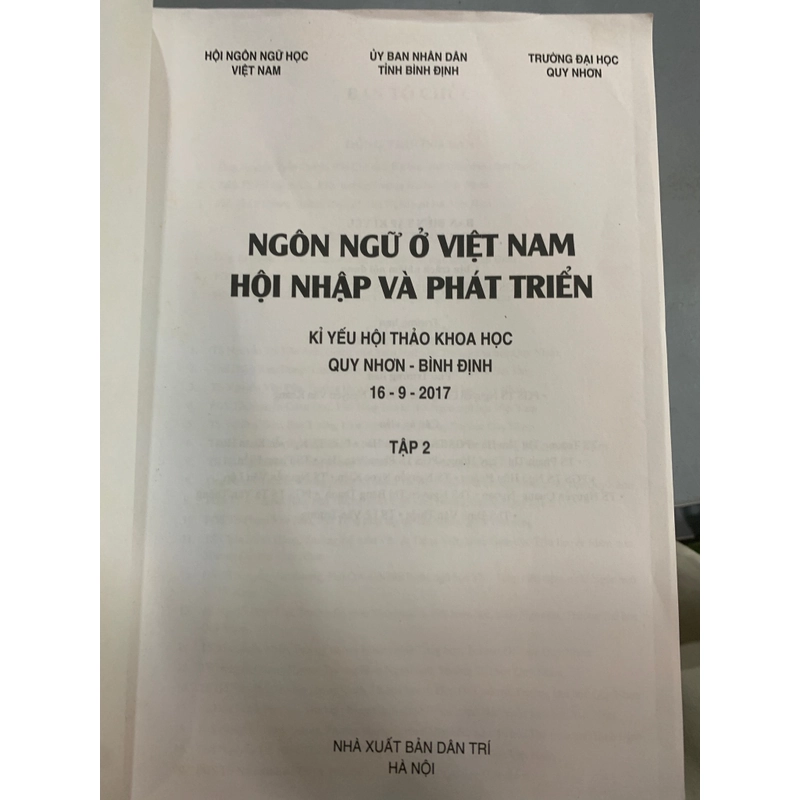 HỘI NGÔN NGỮ HỌC
VIỆT NAM
ỦY BAN NHÂN DÂN
TỈNH BÌNH ĐỊNH
TRƯỜNG ĐẠI HỌC
QUY NHƠN
NGÔN NGỮ Ở VIỆT NAM
HỘI NHẬP VÀ PHÁT TRIỂN
KỈ YẾU HỘI THẢO KHOA HỌC
QUY NHƠN - BÌNH ĐỊNH
16 - 9 - 2017
TẬP 2
NHÀ XUẤT BẢN DÂN TRÍ
HÀ NỘI